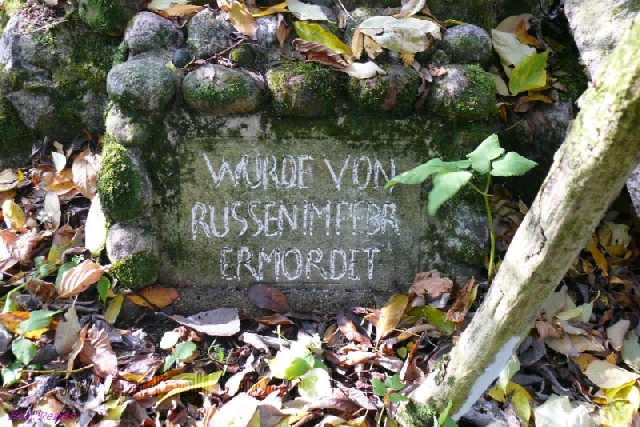 WURDE VON
RUSSEN IM FEBR
ERMORDET